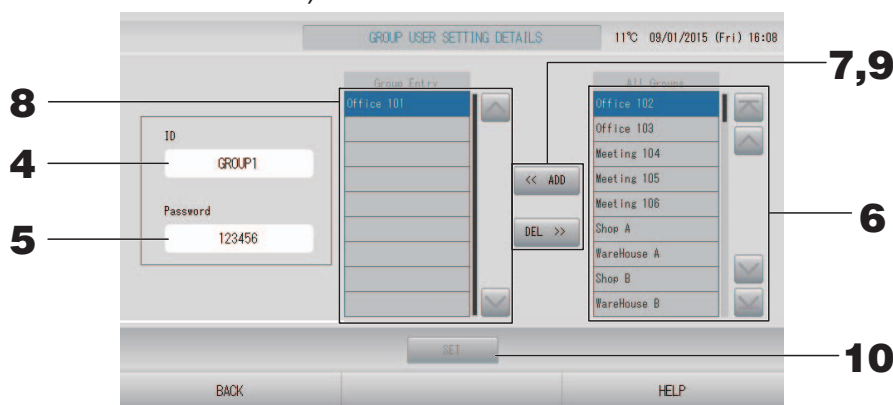 GROUP USER SETTING DETAILS 11℃ 09/01/2015 (Fri) 16:08
7,9
Group Entry All Groups
8
Office 101 Office 102
Office 103
ID
4
GROUP1
Meeting 104
<< ADD Meeting 105
Meeting 106
Password
5
123456
DEL >> Shop A
6
WareHouse A
Shop B
WareHouse B
SET
10
BACK HELP